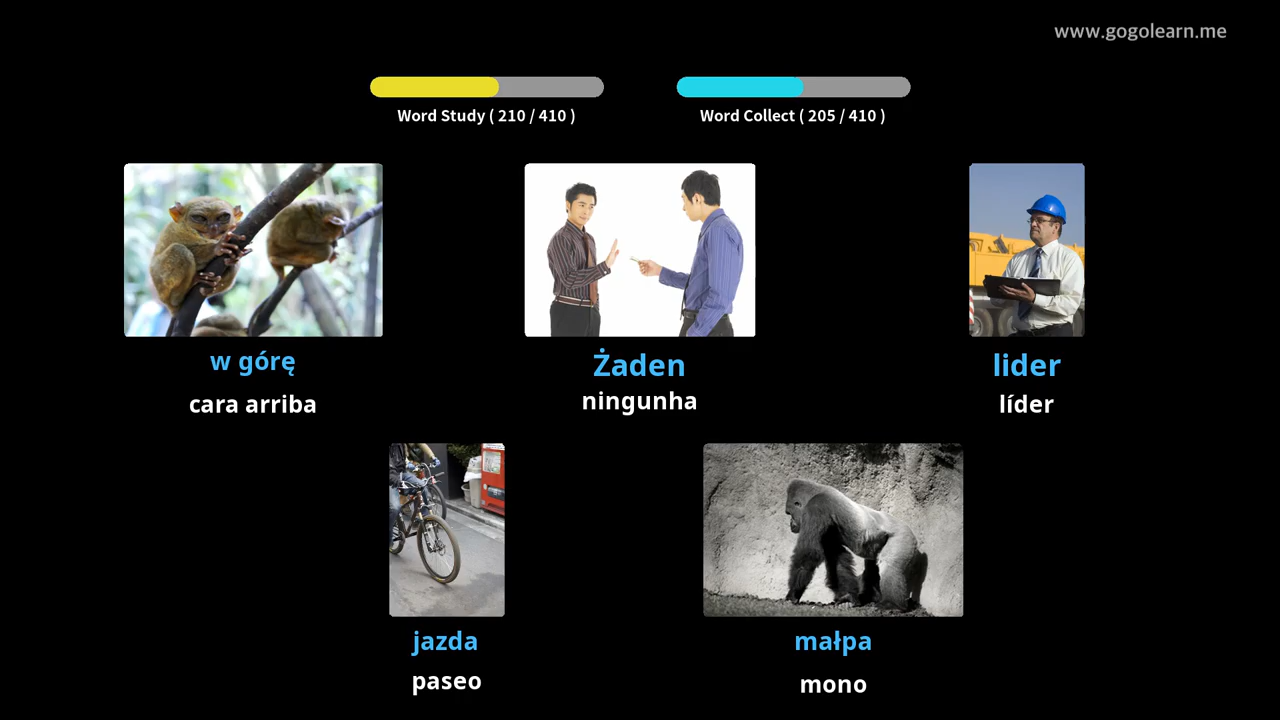 www.gogolearn.me
Word Study ( 210 / 410 )
Word Collect ( 205 / 410 )
w górę
cara arriba
Żaden
ningunha
lider
líder
jazda
paseo
małpa
mono